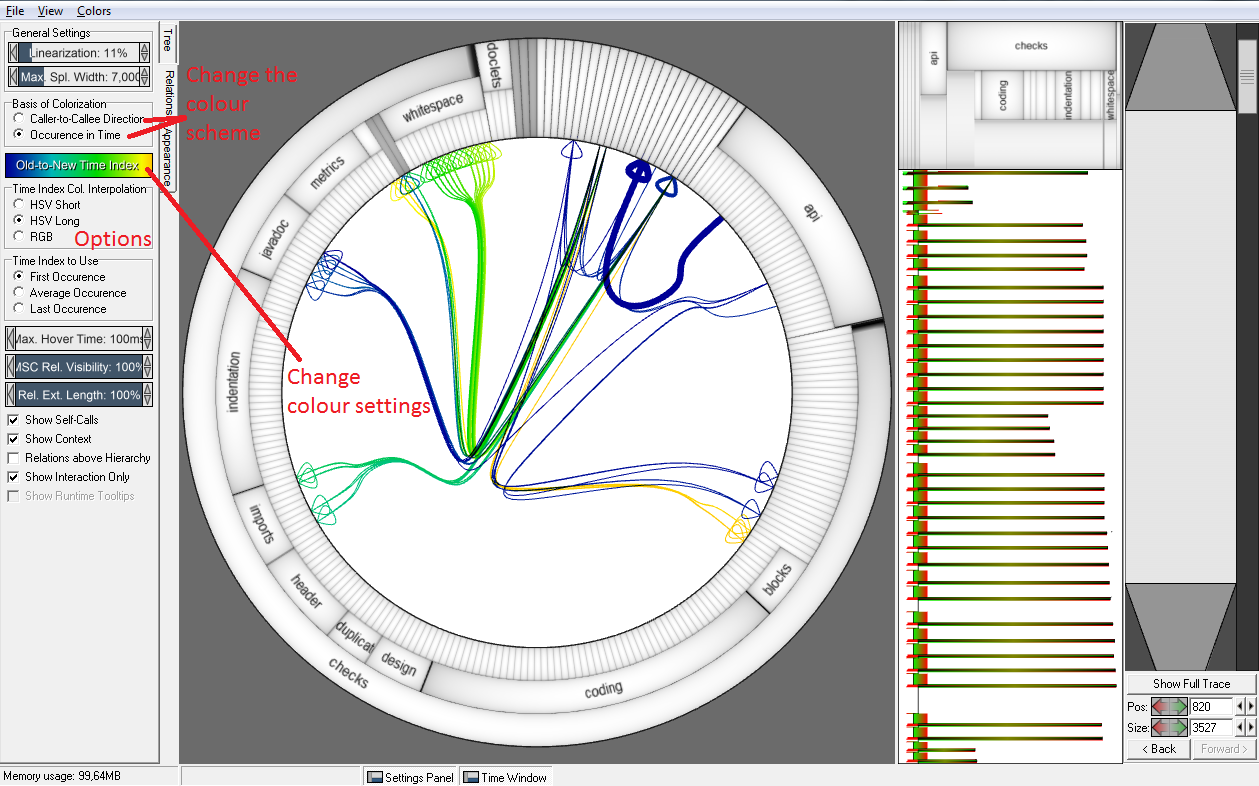 File View Colors
General Settings
Linearization: 11%
Max. Spl. Width: 7,000
Basis of Colorization
Caller-to-Callee Direction
Occurence in Time
Old-to-New Time Index
Time Index Col. Interpolation
HSV Short
HSV Long
RGB
Options
Time Index to Use
First Occurence
Average Occurence
Last Occurence
Max. Hover Time: 100ms
MSC Rel. Visibility: 100%
Rel. Ext. Length: 100%
Show Self-Calls
Show Context
Relations above Hierarchy
Show Interaction Only
Show Runtime Tooltips
Tree
Relations
Appearance
Change the
colour
scheme
Change
colour settings
doclets
whitespace
metrics
javadoc
indentation
imports
header
duplicat
design
checks
coding
blocks
api
api
checks
coding
indentation
whitespace
Show Full Trace
Pos: 820
Size: 3527
< Back Forward >
Memory usage: 99,64MB
Settings Panel Time Window